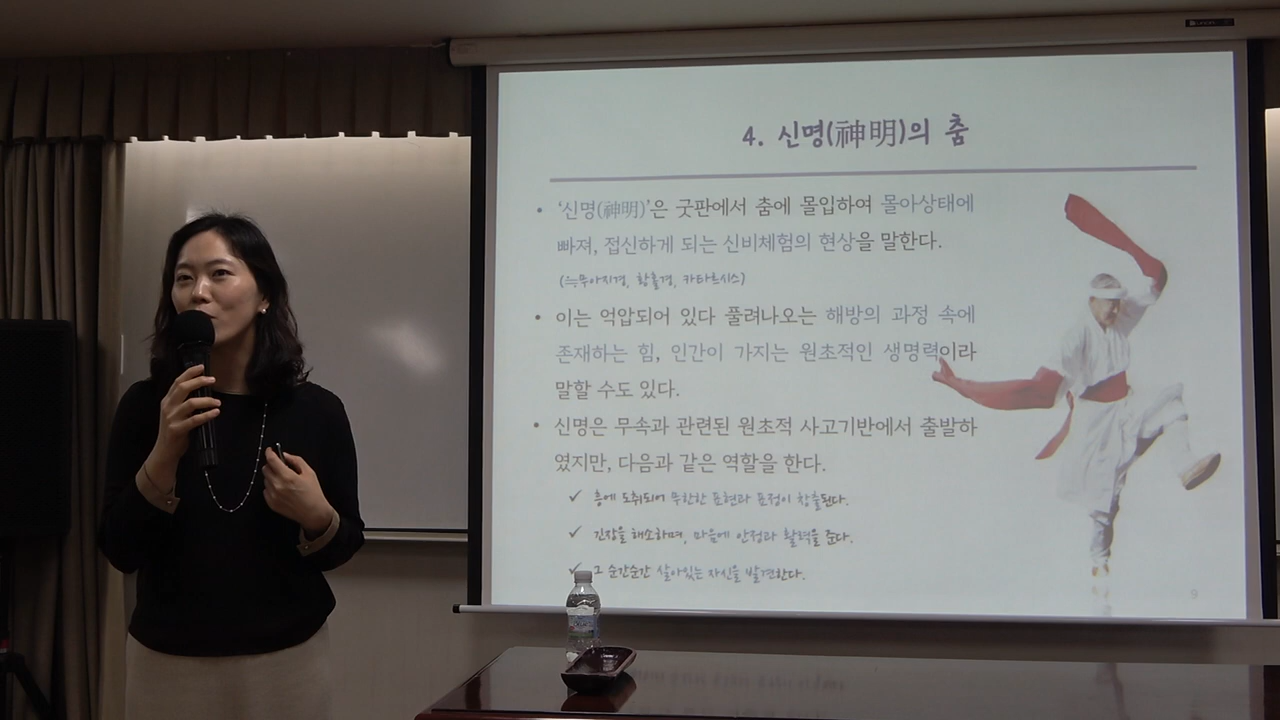 4. 신명(神明)의 춤
• '신명(神明)'은 굿판에서 춤에 몰입하여 몰아상태에
빠져, 접신하게 되는 신비체험의 현상을 말한다.
(≒무아지경, 황홀경, 카타르시스)
• 이는 억압되어 있다 풀려나오는 해방의 과정 속에
존재하는 힘, 인간이 가지는 원초적인 생명력이라
말할 수도 있다.
• 신명은 무속과 관련된 원초적 사고기반에서 출발하
였지만, 다음과 같은 역할을 한다.
✓ 흥에 도취되어 무한한 표현과 표정이 창출된다.
✓ 긴장을 해소하며, 마음에 안정과 활력을 준다.
✓ 그 순간순간 살아있는 자신을 발견한다.
9